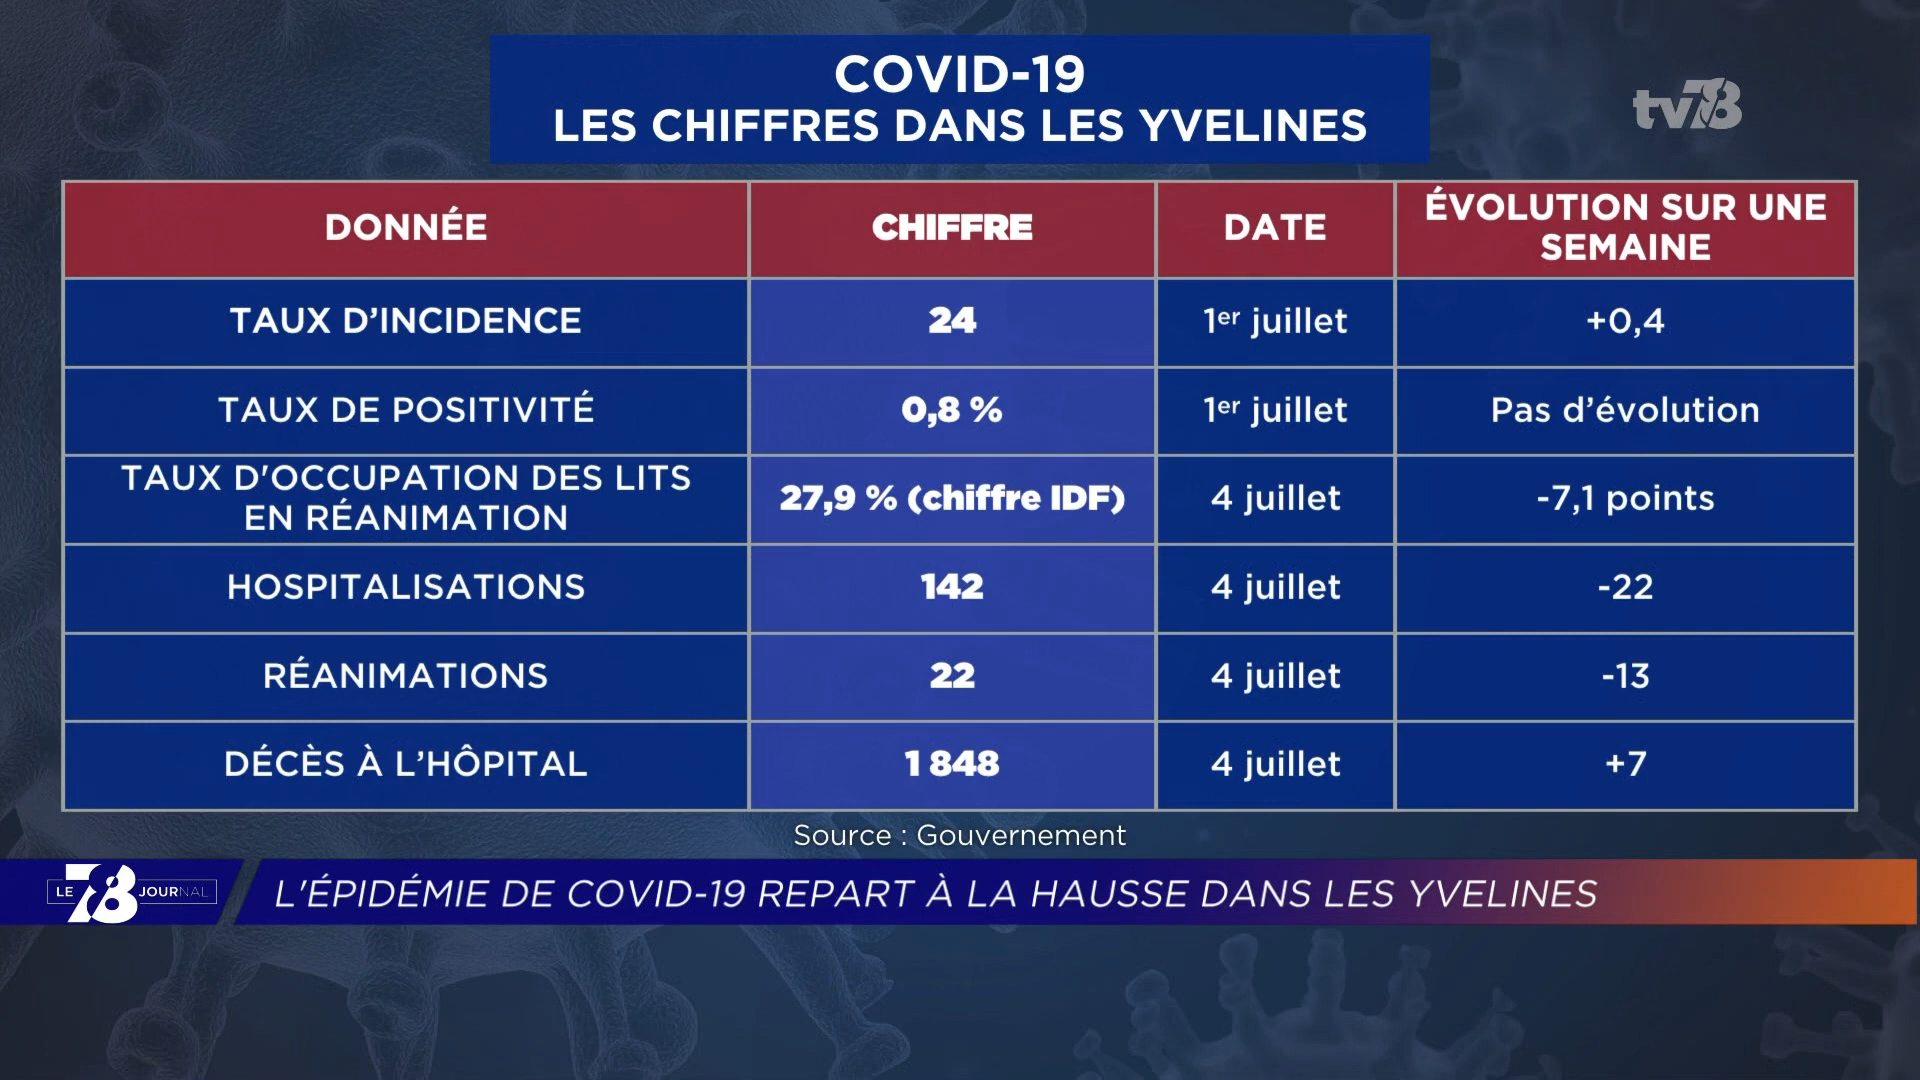 COVID-19
LES CHIFFRES DANS LES YVELINES
tv78
DONNÉE
CHIFFRE
DATE
ÉVOLUTION SUR UNE
SEMAINE
TAUX D’INCIDENCE
24
1er juillet
+0,4
TAUX DE POSITIVITÉ
0,8 %
1er juillet
Pas d’évolution
TAUX D'OCCUPATION DES LITS
EN RÉANIMATION
27,9 % (chiffre IDF)
4 juillet
-7,1 points
HOSPITALISATIONS
142
4 juillet
-22
RÉANIMATIONS
22
4 juillet
-13
DÉCÈS À L’HÔPITAL
1 848
4 juillet
+7
Source : Gouvernement
LE 78 JOURNAL
L'ÉPIDÉMIE DE COVID-19 REPART À LA HAUSSE DANS LES YVELINES